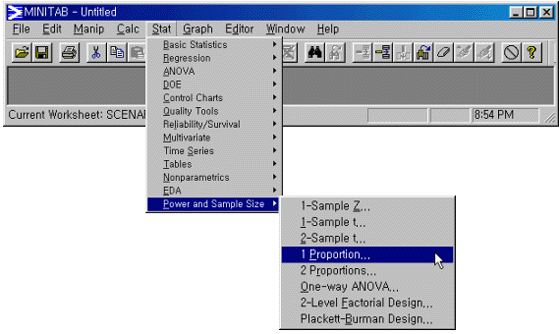 MINITAB - Untitled
File Edit Manip Calc Stat Graph Editor Window Help
Basic Statistics
Regression
ANOVA
DOE
Control Charts
Quality Tools
Reliability/Survival
Multivariate
Time Series
Tables
Nonparametrics
EDA
Power and Sample Size
Current Worksheet: SCENA
8:54 PM
1-Sample Z...
1-Sample t...
2-Sample t...
1 Proportion...
2 Proportions...
One-way ANOVA...
2-Level Factorial Design...
Plackett-Burman Design...